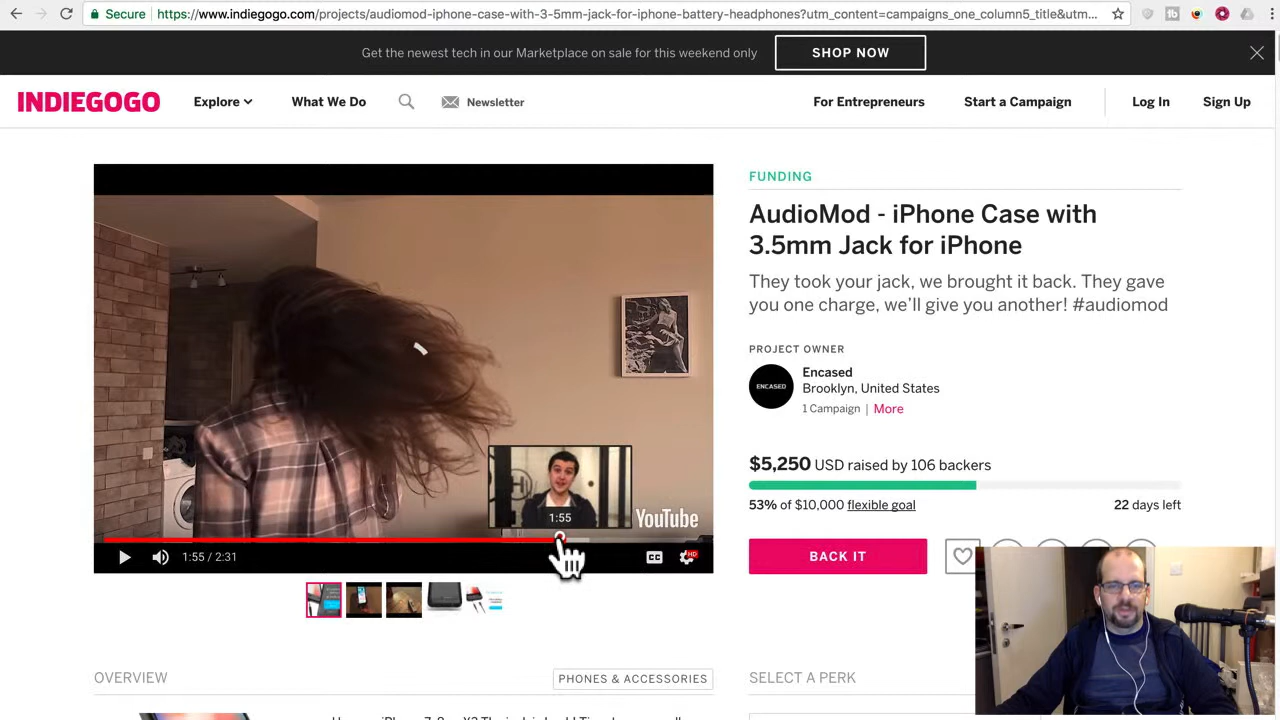 Secure
https://www.indiegogo.com/projects/audiomod-iphone-case-with-3-5mm-jack-for-iphone-battery-headphones?utm_content=campaigns_one_column5_title&utm...
Get the newest tech in our Marketplace on sale for this weekend only
SHOP NOW
INDIEGOGO
Explore
What We Do
Newsletter
For Entrepreneurs
Start a Campaign
Log In
Sign Up
FUNDING
AudioMod - iPhone Case with
3.5mm Jack for iPhone
They took your jack, we brought it back. They gave
you one charge, we'll give you another! #audiomod
PROJECT OWNER
ENCASED
Encased
Brooklyn, United States
1 Campaign | More
$5,250 USD raised by 106 backers
53% of $10,000 flexible goal
22 days left
BACK IT
1:55
YouTube
1:55 / 2:31
CC
HD
OVERVIEW
PHONES & ACCESSORIES
SELECT A PERK